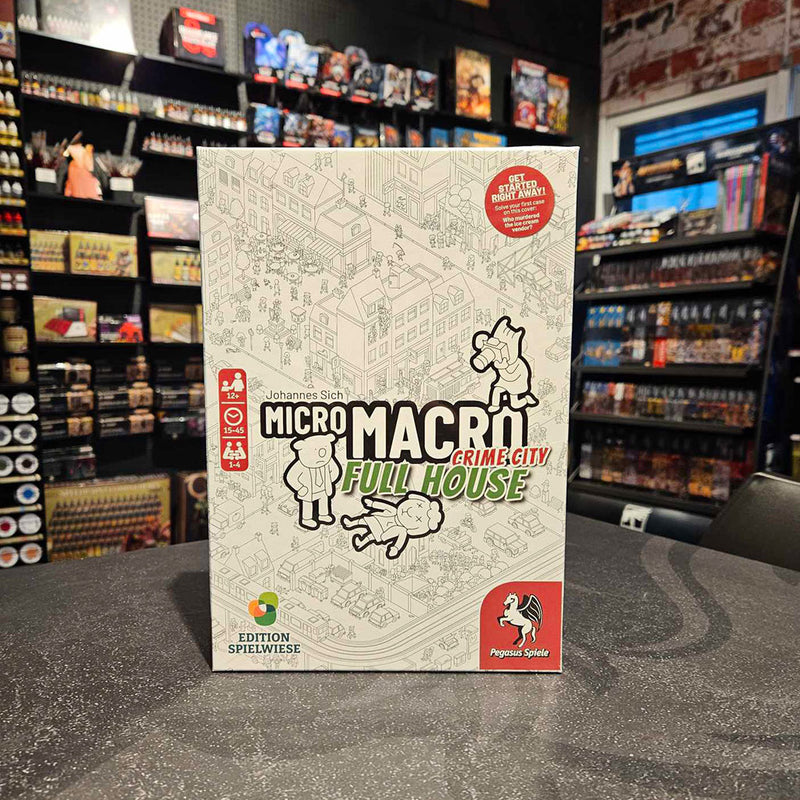 GET
STARTED
RIGHT AWAY!
Solve your first case
on this cover:
Who murdered
the ice cream
vendor?
12+
15-45
1-4
Johannes Sich
MICRO MACRO
CRIME CITY
FULL HOUSE
EDITION
SPIELWIESE
Pegasus Spiele